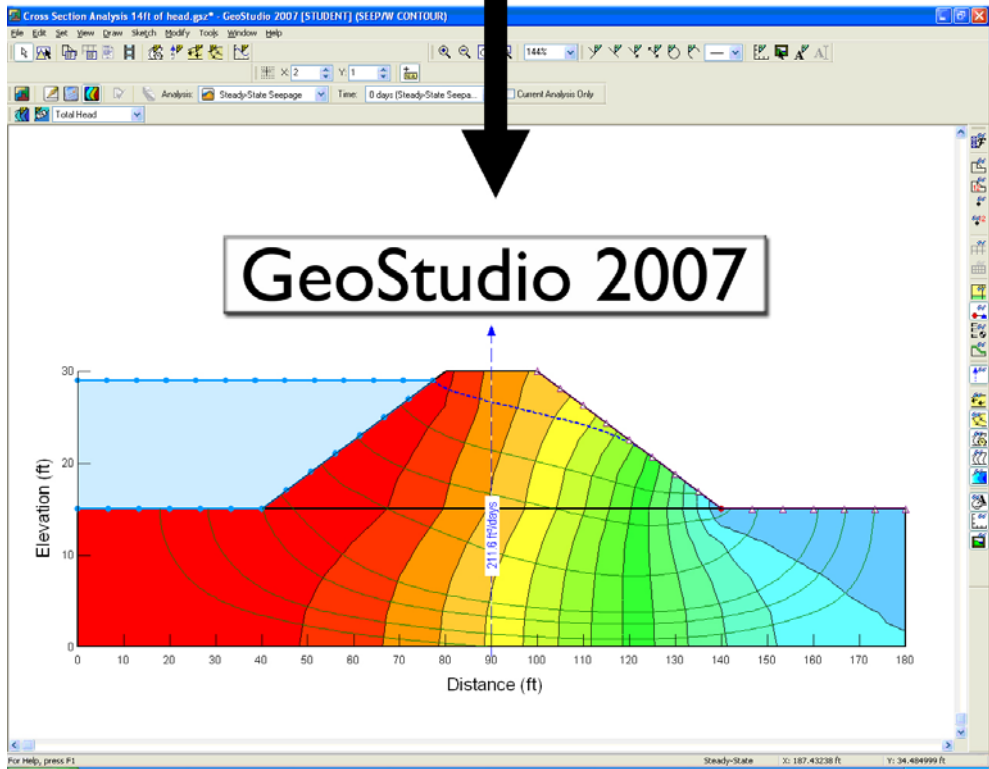 Cross Section Analysis 14ft of head.gsz* - GeoStudio 2007 [STUDENT] (SEEP/W CONTOUR)
File Edit Set View Draw Sketch Modify Tools Window Help
144%
X: 2 Y: 1
Analysis: Steady-State Seepage Time: 0 days (Steady-State Seepa... Current Analysis Only
Total Head
GeoStudio 2007
30
20
10
0
Elevation (ft)
211.6 ft³/days
0 10 20 30 40 50 60 70 80 90 100 110 120 130 140 150 160 170 180
Distance (ft)
For Help, press F1
Steady-State X: 187.43238 ft Y: 34.484999 ft